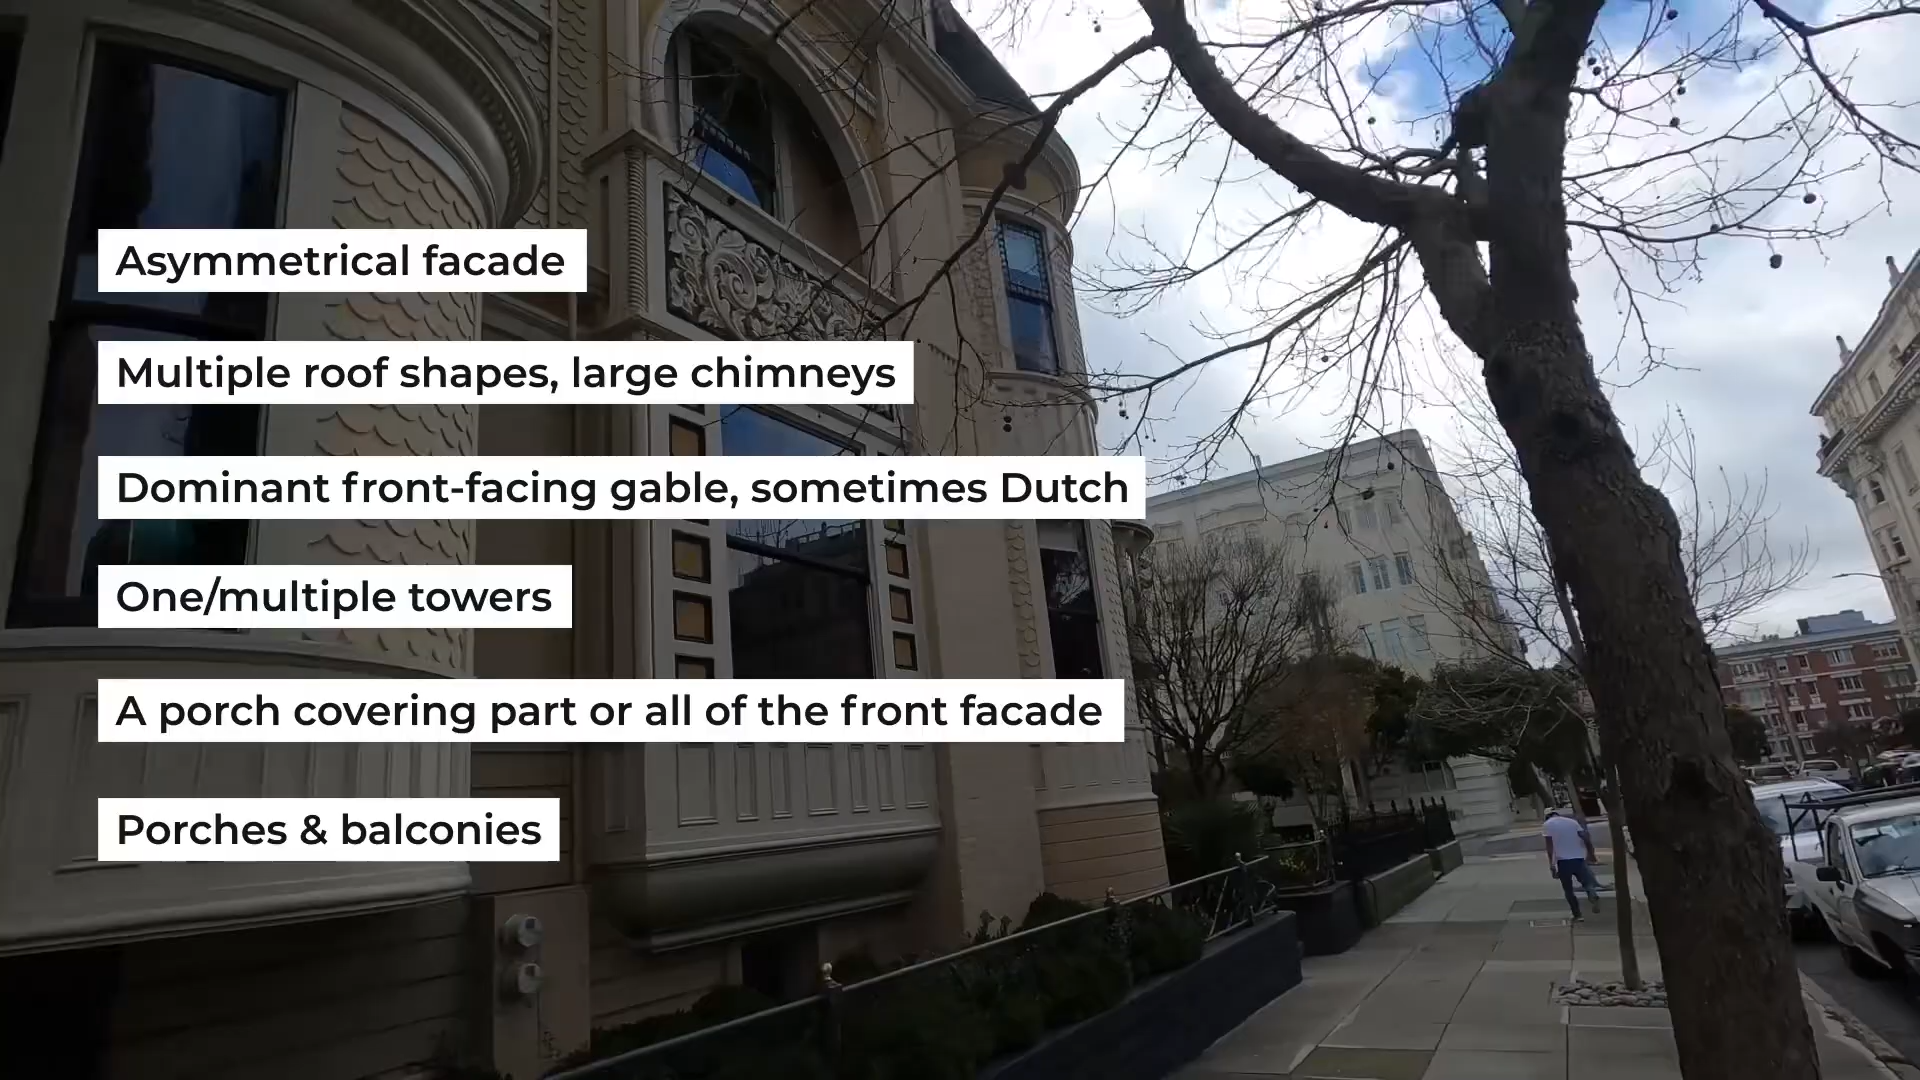 Asymmetrical facade
Multiple roof shapes, large chimneys
Dominant front-facing gable, sometimes Dutch
One/multiple towers
A porch covering part or all of the front facade
Porches & balconies